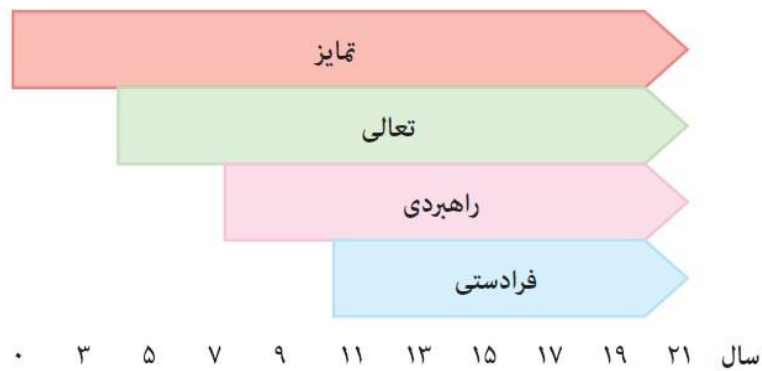 تمایز
تعالی
راهبردی
فرادستی
۰ ۳ ۵ ۷ ۹ ۱۱ ۱۳ ۱۵ ۱۷ ۱۹ ۲۱ سال